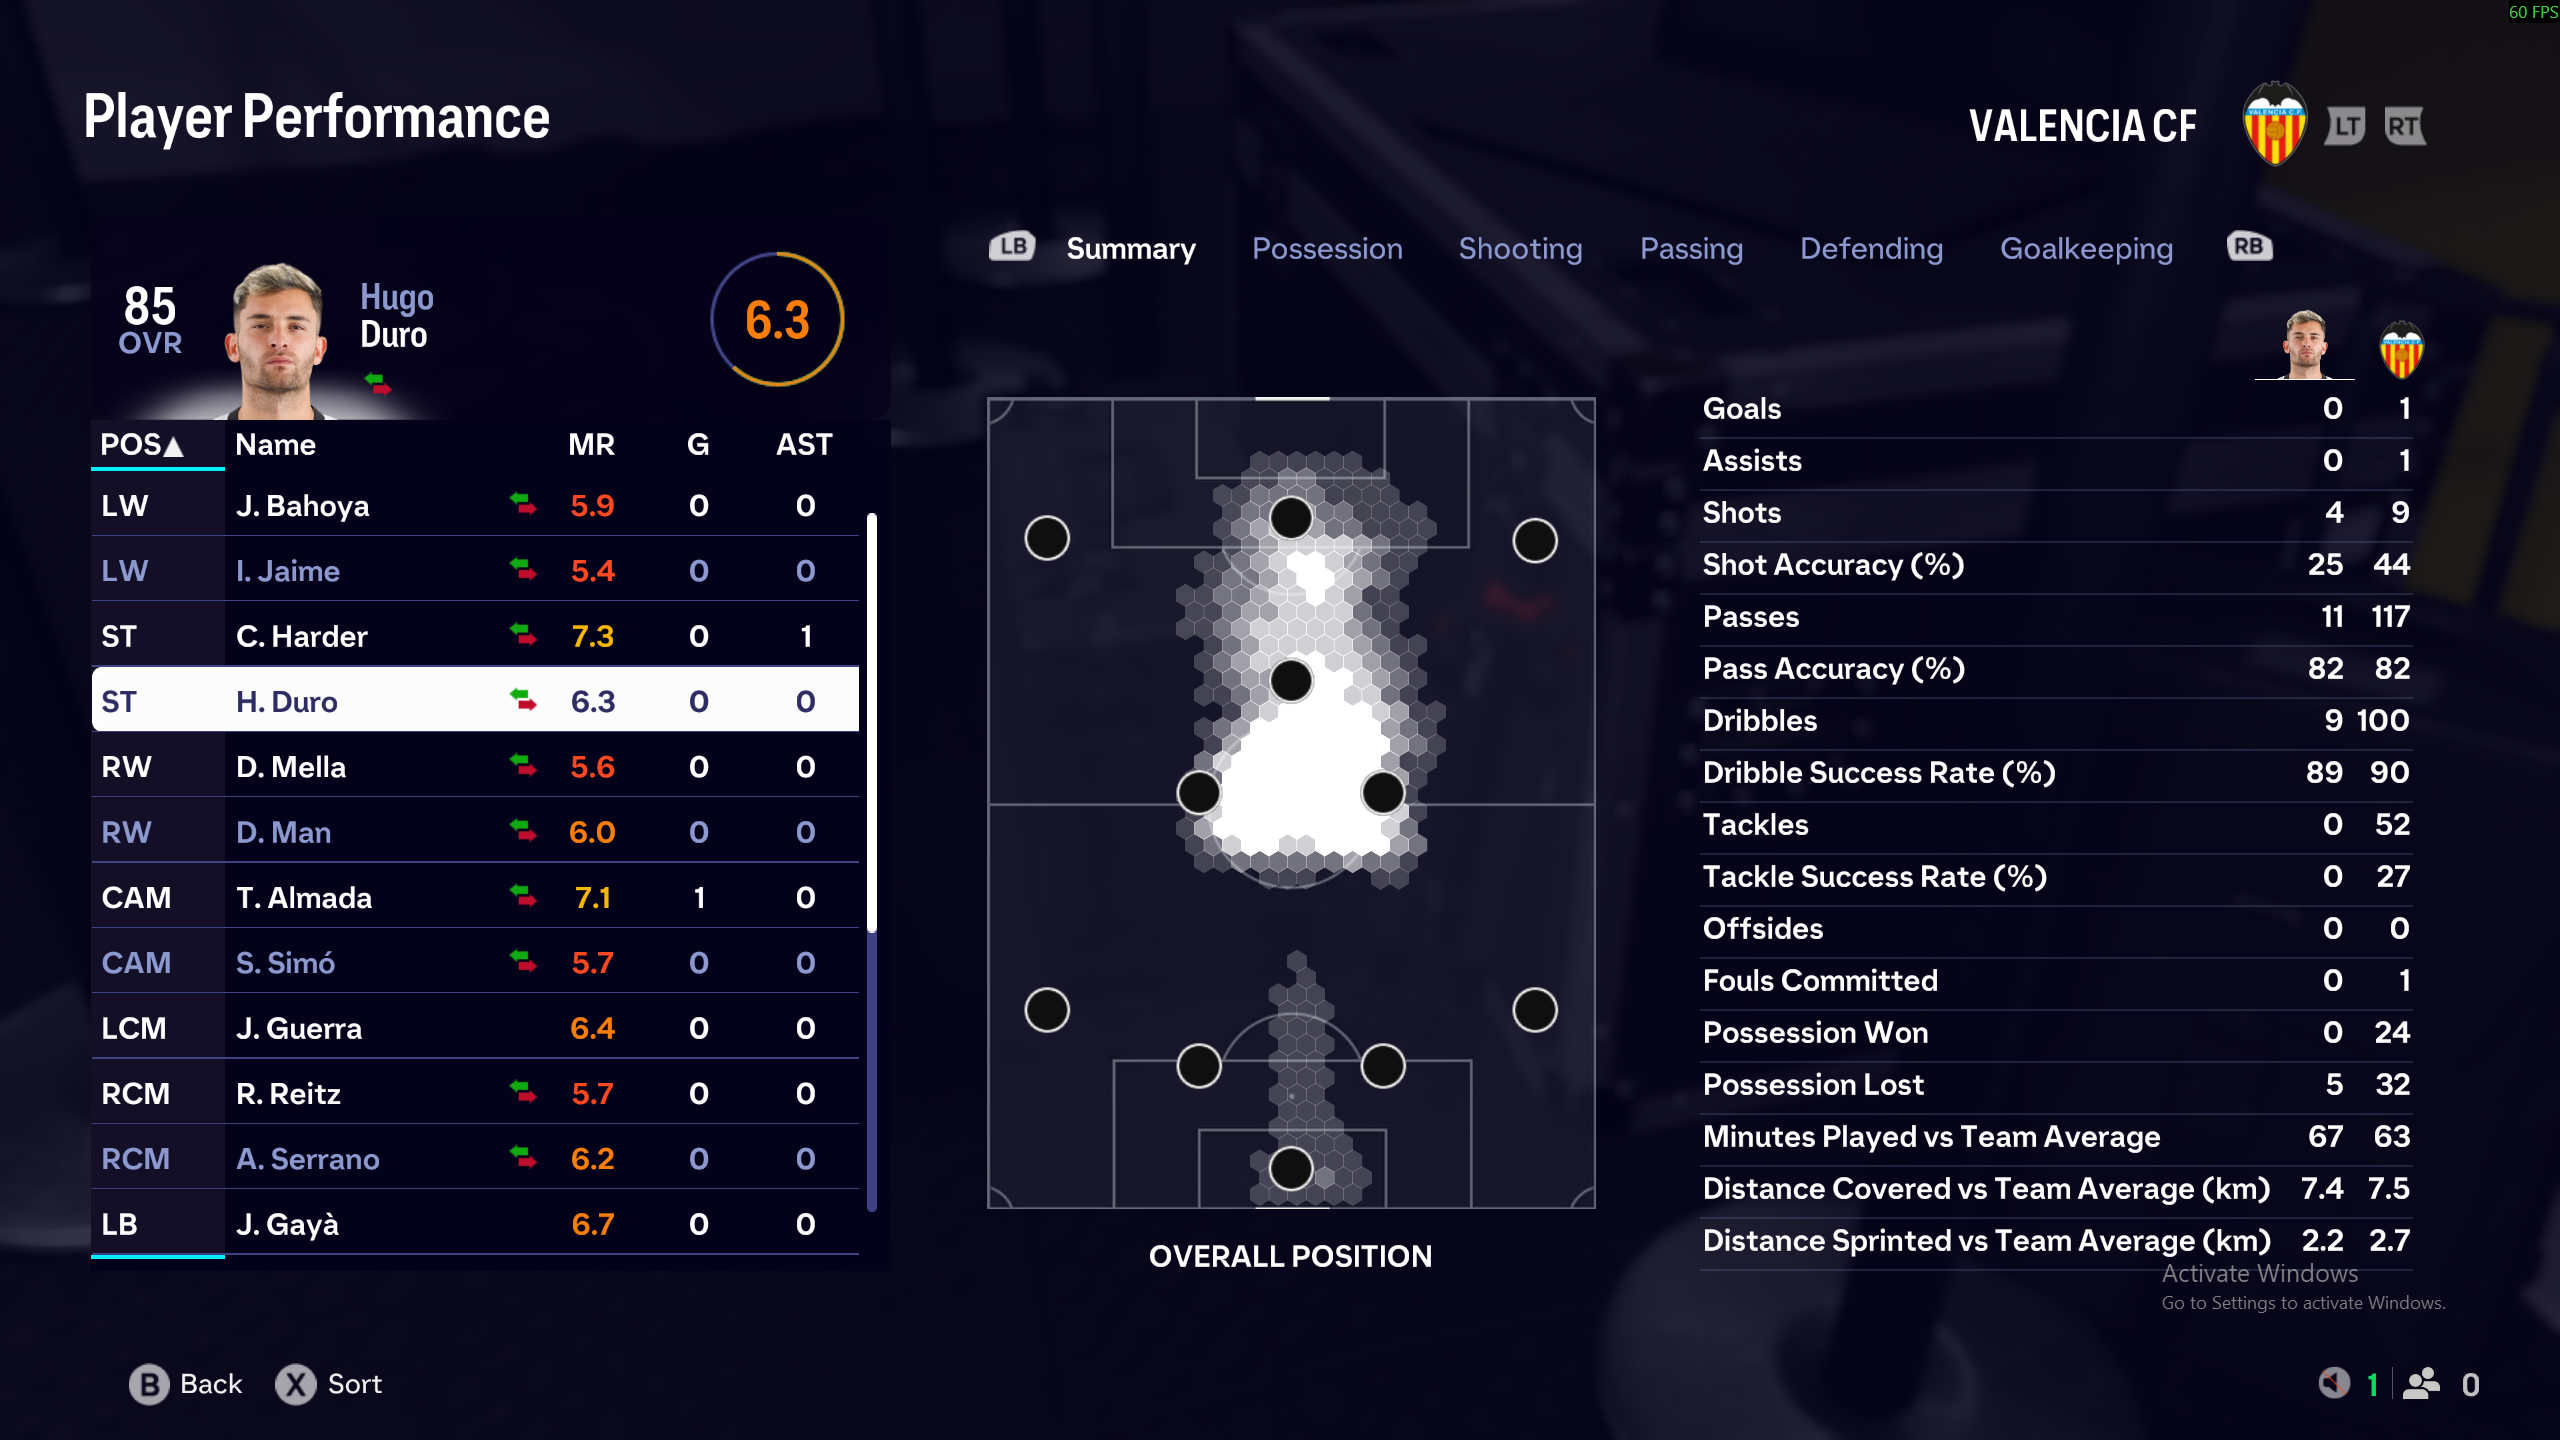 60 FPS
Player Performance
VALENCIA CF
LT RT
85
OVR
Hugo
Duro
6.3
LB Summary Possession Shooting Passing Defending Goalkeeping RB
POS▲ Name MR G AST
LW J. Bahoya 5.9 0 0
LW I. Jaime 5.4 0 0
ST C. Harder 7.3 0 1
ST H. Duro 6.3 0 0
RW D. Mella 5.6 0 0
RW D. Man 6.0 0 0
CAM T. Almada 7.1 1 0
CAM S. Simó 5.7 0 0
LCM J. Guerra 6.4 0 0
RCM R. Reitz 5.7 0 0
RCM A. Serrano 6.2 0 0
LB J. Gayà 6.7 0 0
OVERALL POSITION
Goals 0 1
Assists 0 1
Shots 4 9
Shot Accuracy (%) 25 44
Passes 11 117
Pass Accuracy (%) 82 82
Dribbles 9 100
Dribble Success Rate (%) 89 90
Tackles 0 52
Tackle Success Rate (%) 0 27
Offsides 0 0
Fouls Committed 0 1
Possession Won 0 24
Possession Lost 5 32
Minutes Played vs Team Average 67 63
Distance Covered vs Team Average (km) 7.4 7.5
Distance Sprinted vs Team Average (km) 2.2 2.7
Activate Windows
Go to Settings to activate Windows.
B Back X Sort
1 0